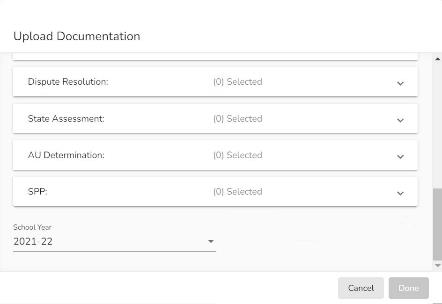 Upload Documentation
Dispute Resolution: (0) Selected
State Assessment: (0) Selected
AU Determination: (0) Selected
SPP: (0) Selected
School Year
2021-22
Cancel Done